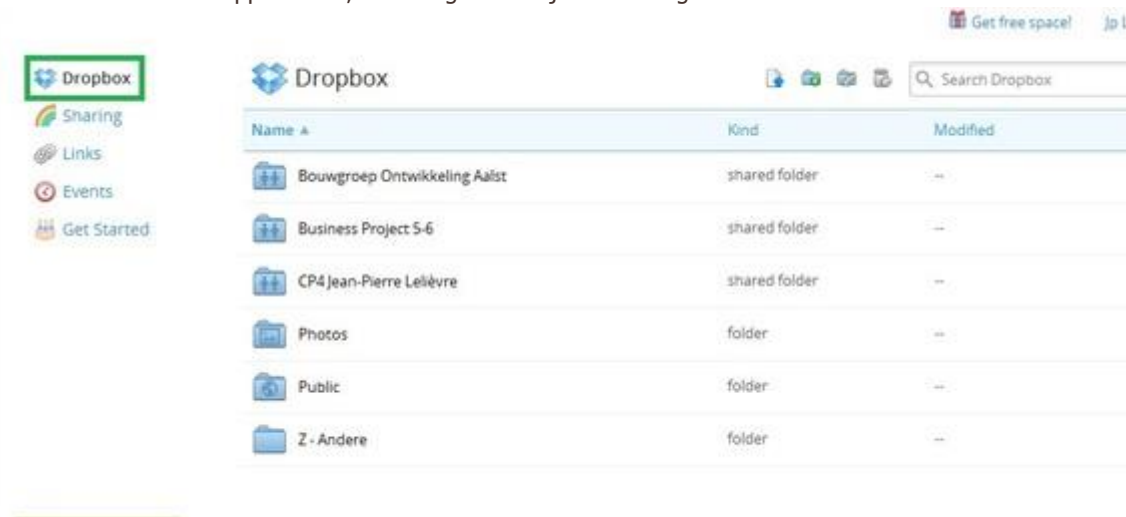 Get free space!
Dropbox
Sharing
Links
Events
Get Started
Dropbox
Search Dropbox
Name
Kind
Modified
Bouwgroep Ontwikkeling Aalst
shared folder
--
Business Project 5-6
shared folder
--
CP4 Jean-Pierre Lelièvre
shared folder
--
Photos
folder
--
Public
folder
--
Z - Andere
folder
--